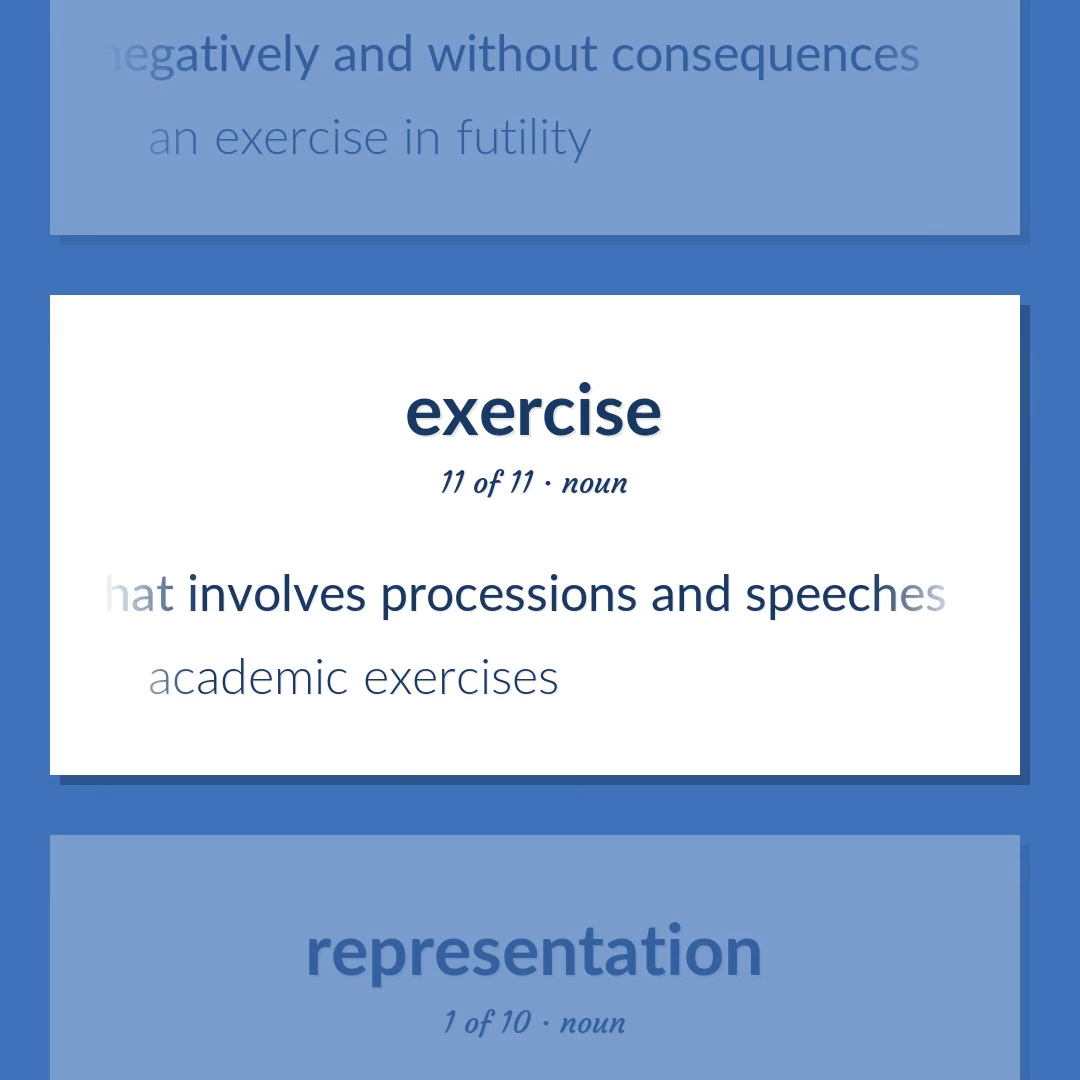 negatively and without consequences
an exercise in futility
exercise
11 of 11 · noun
hat involves processions and speeches
academic exercises
representation
1 of 10 · noun